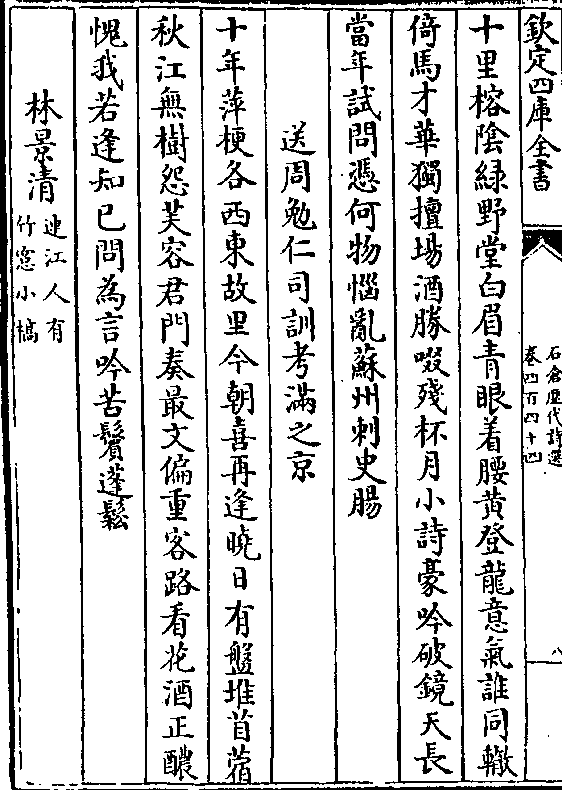 欽定四庫全書
石倉歷代詩選
卷四百四十四
八
十里榕陰綠野堂白眉青眼着腰黃登龍意氣誰同轍
倚馬才華獨擅場酒勝啜殘杯月小詩豪吟破鏡天長
當年試問憑何物惱亂蘇州刺史腸
送周勉仁司訓考滿之京
十年萍梗各西東故里今朝喜再逢曉日有盤堆苜蓿
秋江無樹怨芙容君門奏最文偏重客路看花酒正醲
愧我若逢知已問為言吟苦鬢蓬鬆
林景清
連江人有
竹窻小槁